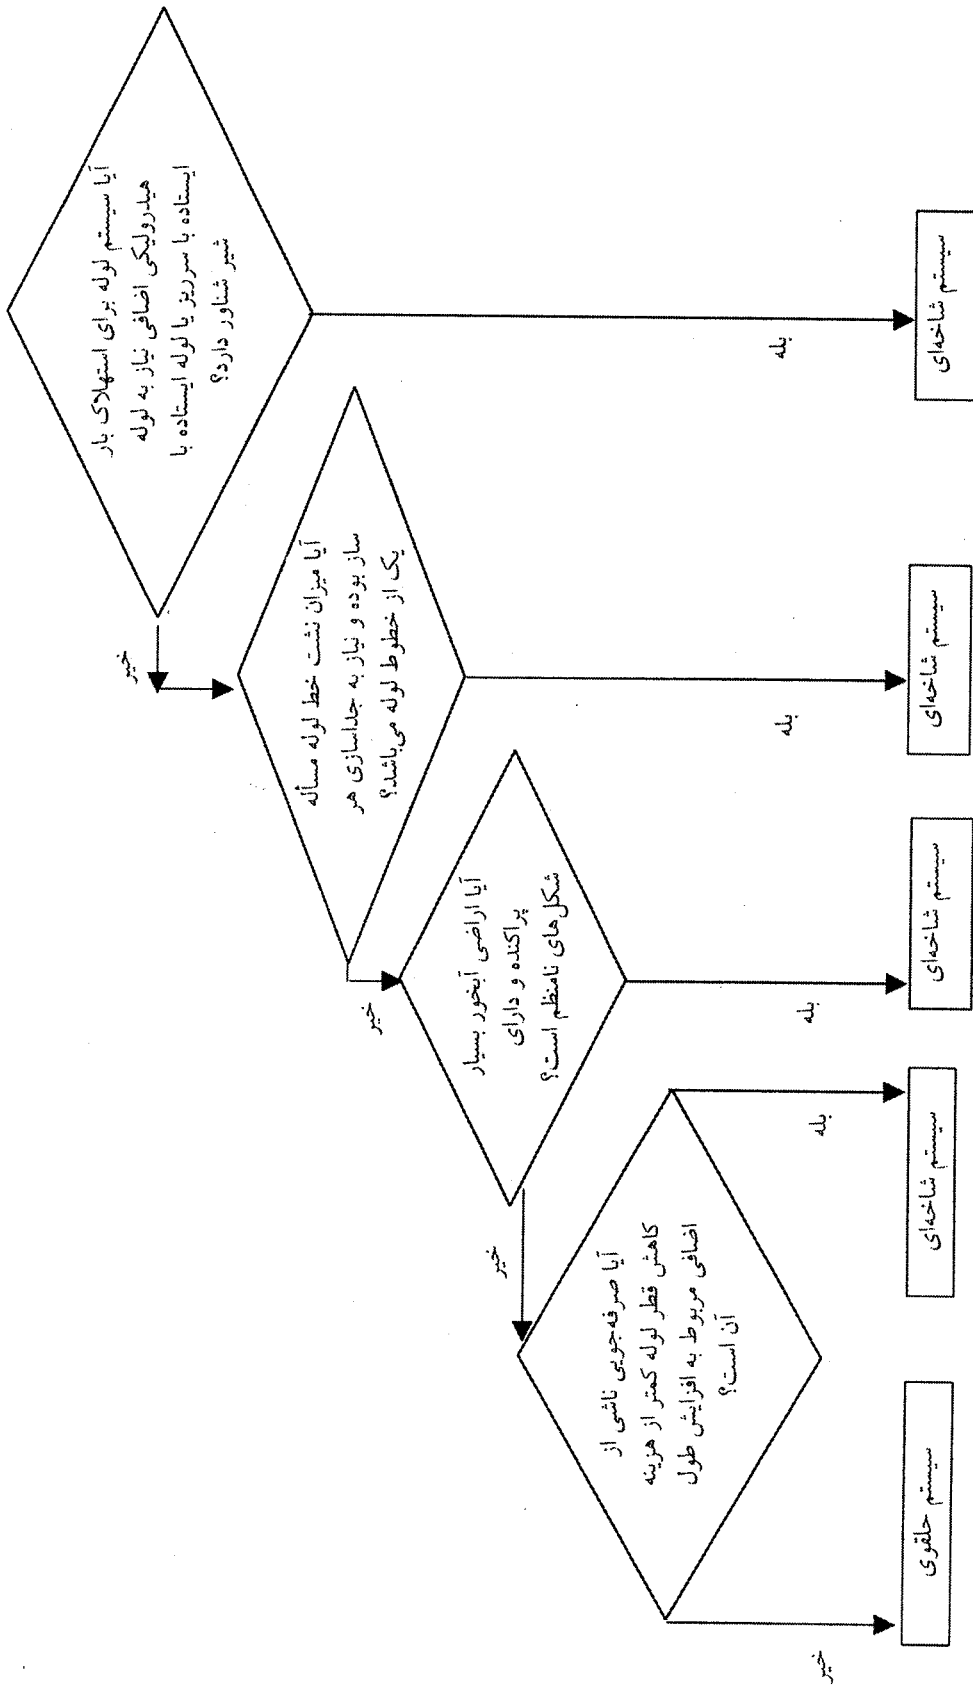 آیا سیستم لوله برای استهلاک بار
هیدرولیکی اضافی نیاز به لوله
ایستاده با سرریز یا لوله ایستاده با
شیر شناور دارد؟
بله
سیستم شاخه‌ای
خیر
آیا میزان نشت خط لوله مسأله
ساز بوده و نیاز به جداسازی هر
یک از خطوط لوله می‌باشد؟
بله
سیستم شاخه‌ای
خیر
آیا اراضی آبخور بسیار
پراکنده و دارای
شکل‌های نامنظم است؟
بله
سیستم شاخه‌ای
خیر
آیا صرفه‌جویی ناشی از
کاهش قطر لوله کمتر از هزینه
اضافی مربوط به افزایش طول
آن است؟
بله
سیستم شاخه‌ای
خیر
سیستم حلقوی